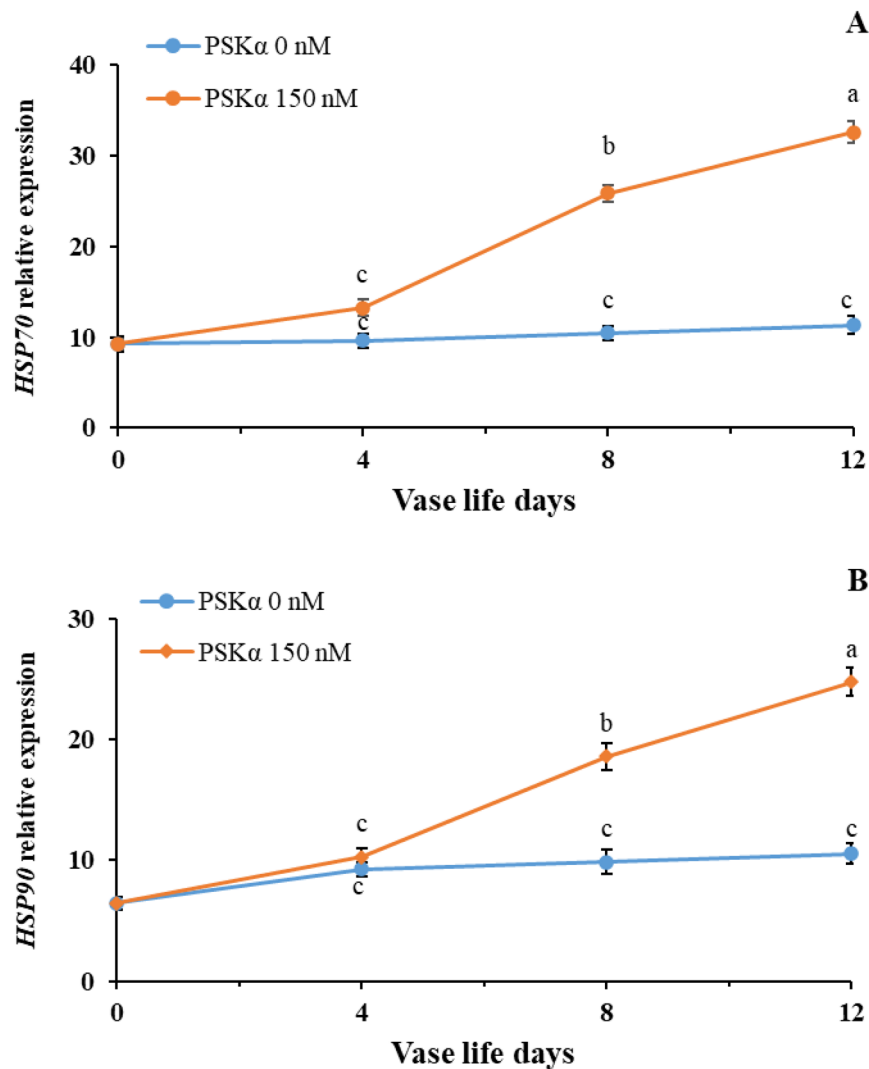 A
PSKα 0 nM
PSKα 150 nM
40
30
20
10
0
HSP70 relative expression
a
b
c
c
c
c
0 4 8 12
Vase life days
B
PSKα 0 nM
PSKα 150 nM
30
20
10
0
HSP90 relative expression
a
b
c
c
c
c
0 4 8 12
Vase life days